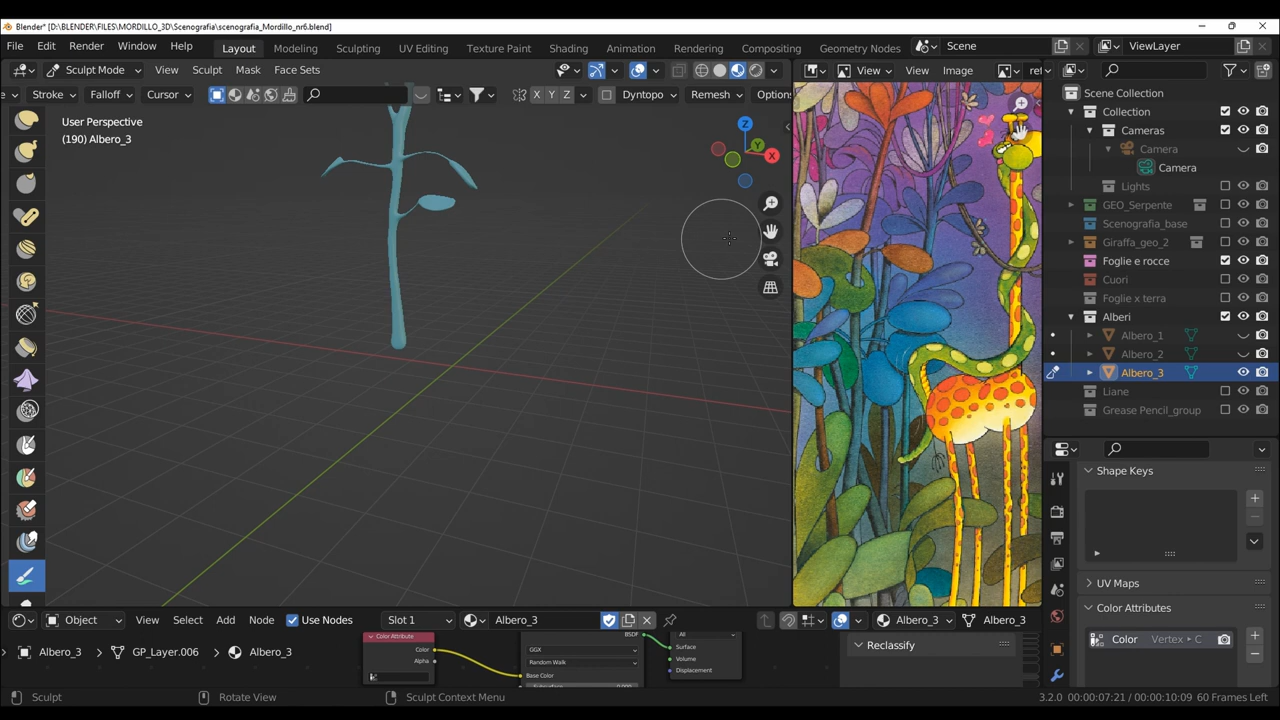 Blender* [D:\BLENDER\FILES\MORDILLO_3D\Scenografia\scenografia_Mordillo_nr6.blend]
File Edit Render Window Help Layout Modeling Sculpting UV Editing Texture Paint Shading Animation Rendering Compositing Geometry Nodes Scene ViewLayer
Sculpt Mode View Sculpt Mask Face Sets View View Image ref
Stroke Falloff Cursor X Y Z Dyntopo Remesh Options
User Perspective
(190) Albero_3
Z
Y
X
Scene Collection
Collection
Cameras
Camera
Camera
Lights
GEO_Serpente
Scenografia_base
Giraffa_geo_2
Foglie e rocce
Cuori
Foglie x terra
Alberi
Albero_1
Albero_2
Albero_3
Liane
Grease Pencil_group
Shape Keys
UV Maps
Color Attributes
Color Vertex ▸ C
Object View Select Add Node Use Nodes Slot 1 Albero_3 Albero_3 Albero_3
Albero_3 GP_Layer.006 Albero_3
Color Attribute
Color
Alpha
BSDF
GGX
Random Walk
Base Color
All
Surface
Volume
Displacement
Reclassify
Sculpt Rotate View Sculpt Context Menu 3.2.0 00:00:07:21 / 00:00:10:09 60 Frames Left